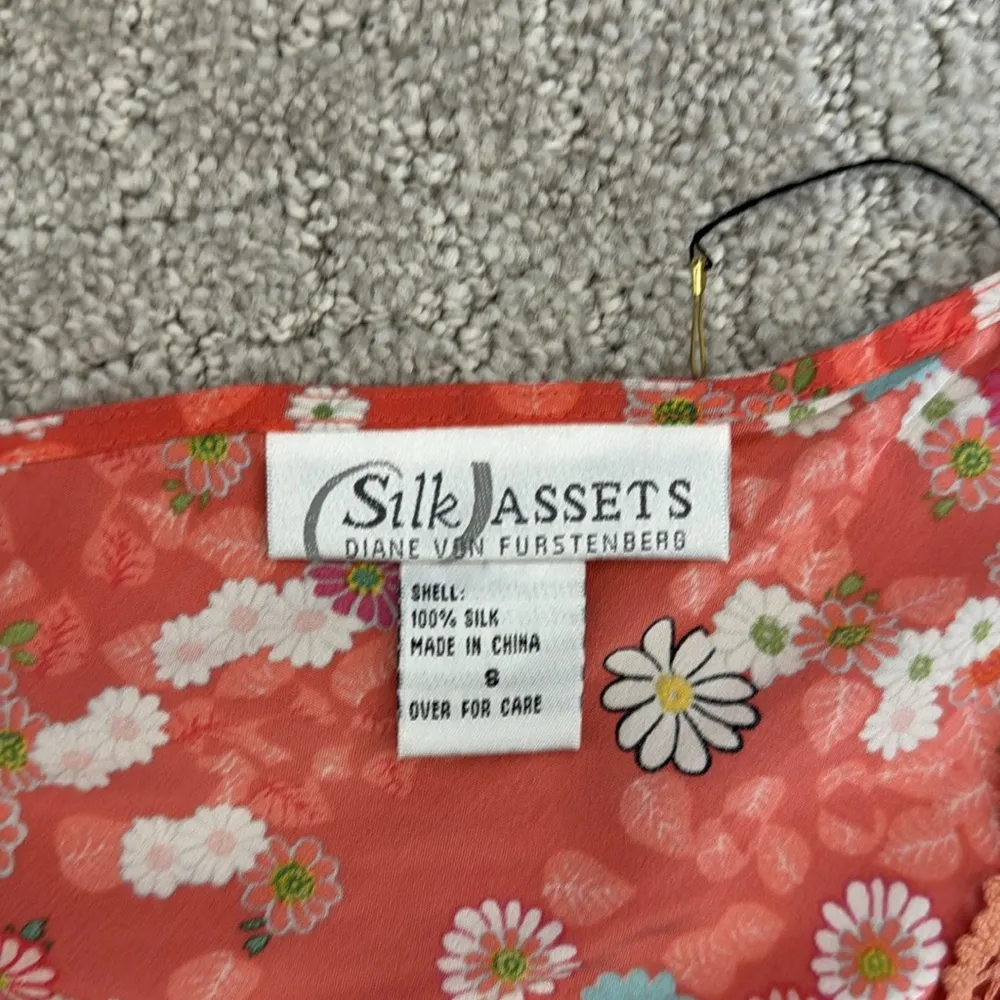 Silk ASSETS
DIANE VON FURSTENBERG
SHELL:
100% SILK
MADE IN CHINA
8
OVER FOR CARE